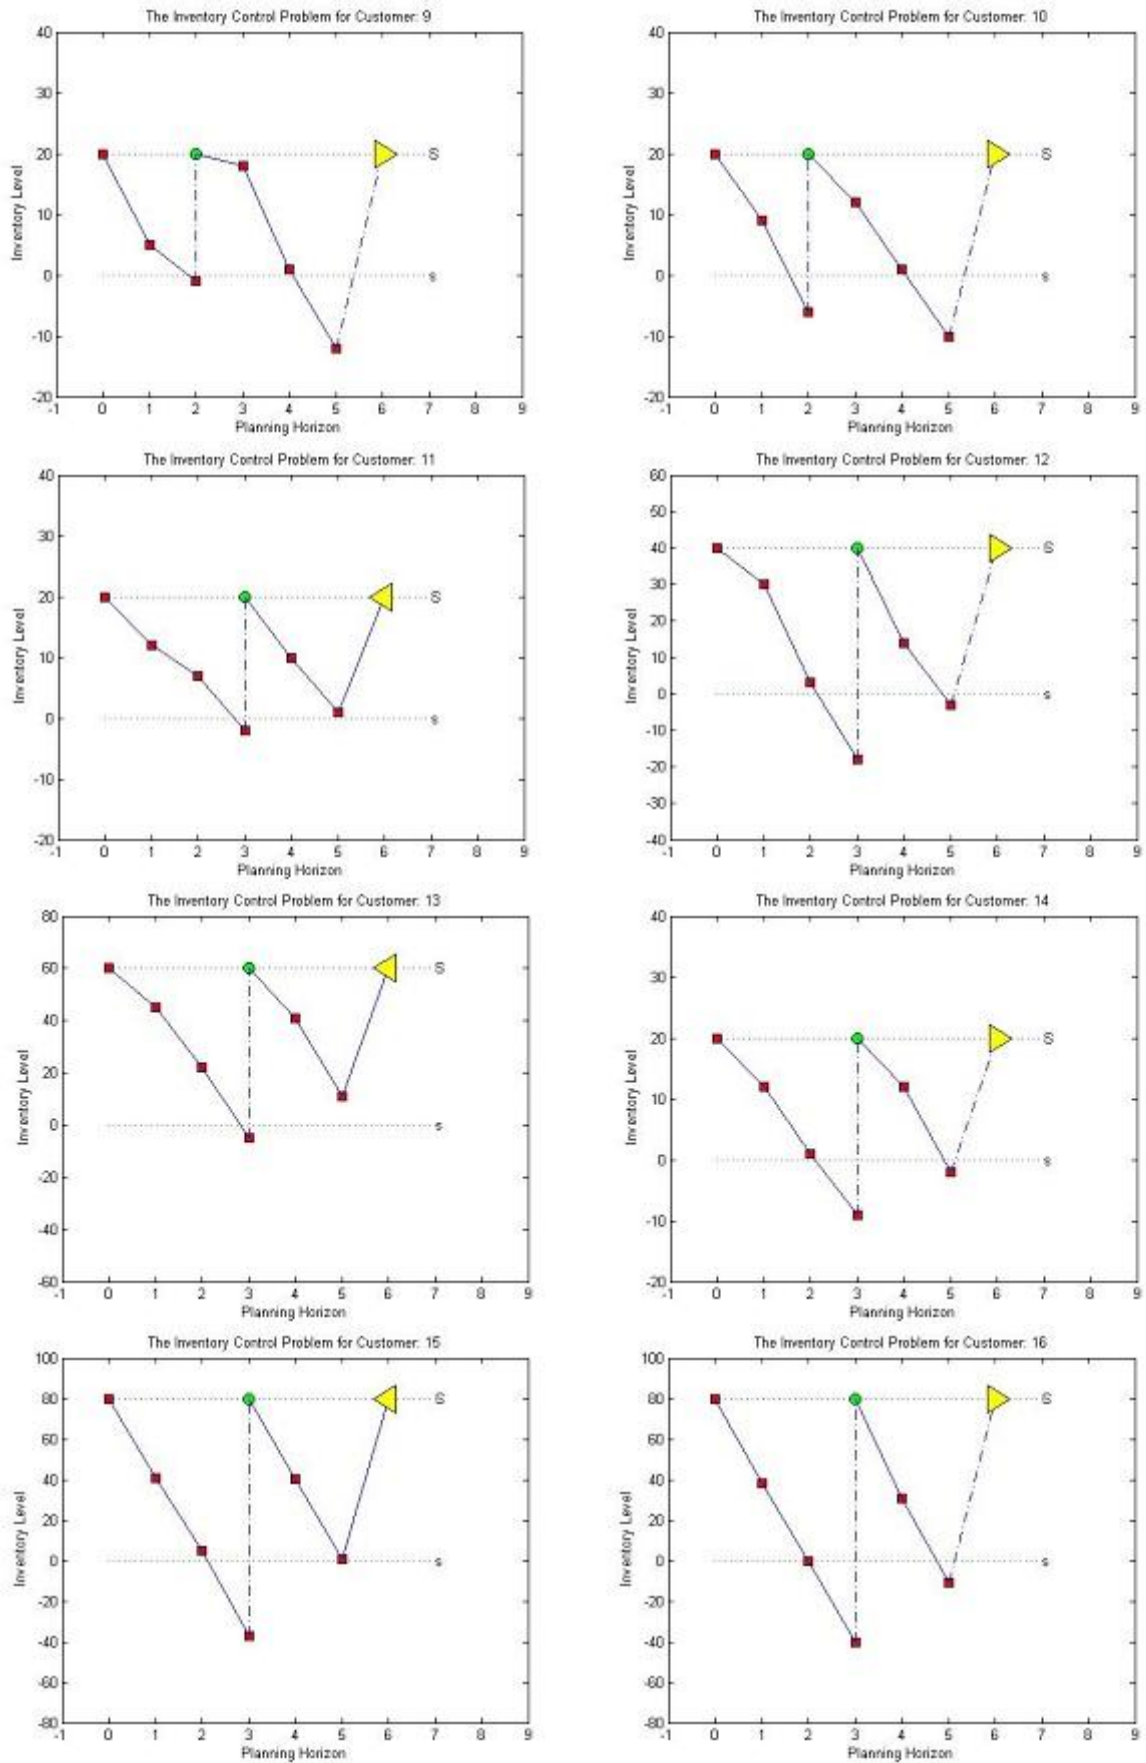 The Inventory Control Problem for Customer: 9
40
30
20
10
0
-10
-20
Inventory Level
S
s
-1 0 1 2 3 4 5 6 7 8 9
Planning Horizon
The Inventory Control Problem for Customer: 10
40
30
20
10
0
-10
-20
Inventory Level
S
s
-1 0 1 2 3 4 5 6 7 8 9
Planning Horizon
The Inventory Control Problem for Customer: 11
40
30
20
10
0
-10
-20
Inventory Level
S
s
-1 0 1 2 3 4 5 6 7 8 9
Planning Horizon
The Inventory Control Problem for Customer: 12
60
50
40
30
20
10
0
-10
-20
-30
-40
Inventory Level
S
s
-1 0 1 2 3 4 5 6 7 8 9
Planning Horizon
The Inventory Control Problem for Customer: 13
80
60
40
20
0
-20
-40
-60
Inventory Level
S
s
-1 0 1 2 3 4 5 6 7 8 9
Planning Horizon
The Inventory Control Problem for Customer: 14
40
30
20
10
0
-10
-20
Inventory Level
S
s
-1 0 1 2 3 4 5 6 7 8 9
Planning Horizon
The Inventory Control Problem for Customer: 15
100
80
60
40
20
0
-20
-40
-60
-80
Inventory Level
S
s
-1 0 1 2 3 4 5 6 7 8 9
Planning Horizon
The Inventory Control Problem for Customer: 16
100
80
60
40
20
0
-20
-40
-60
-80
Inventory Level
S
s
-1 0 1 2 3 4 5 6 7 8 9
Planning Horizon